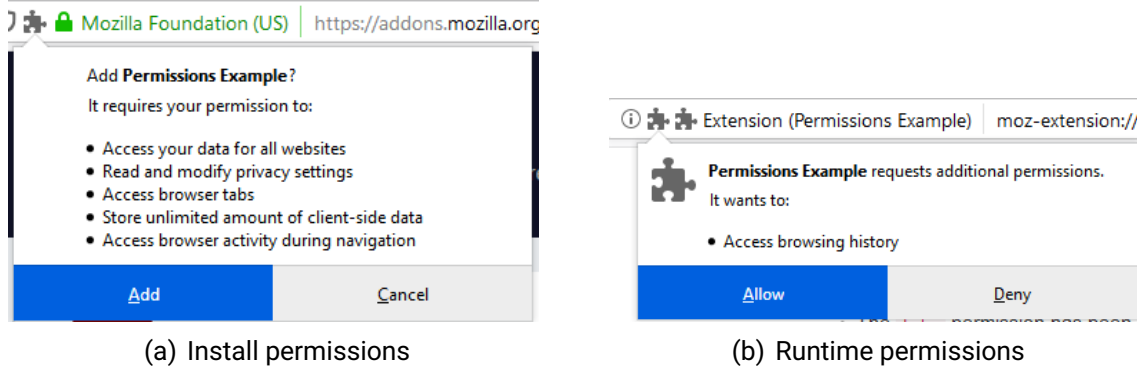 Mozilla Foundation (US) https://addons.mozilla.org
Add Permissions Example?
It requires your permission to:
• Access your data for all websites
• Read and modify privacy settings
• Access browser tabs
• Store unlimited amount of client-side data
• Access browser activity during navigation
Add Cancel
(a) Install permissions
Extension (Permissions Example) moz-extension://
Permissions Example requests additional permissions.
It wants to:
• Access browsing history
Allow Deny
(b) Runtime permissions